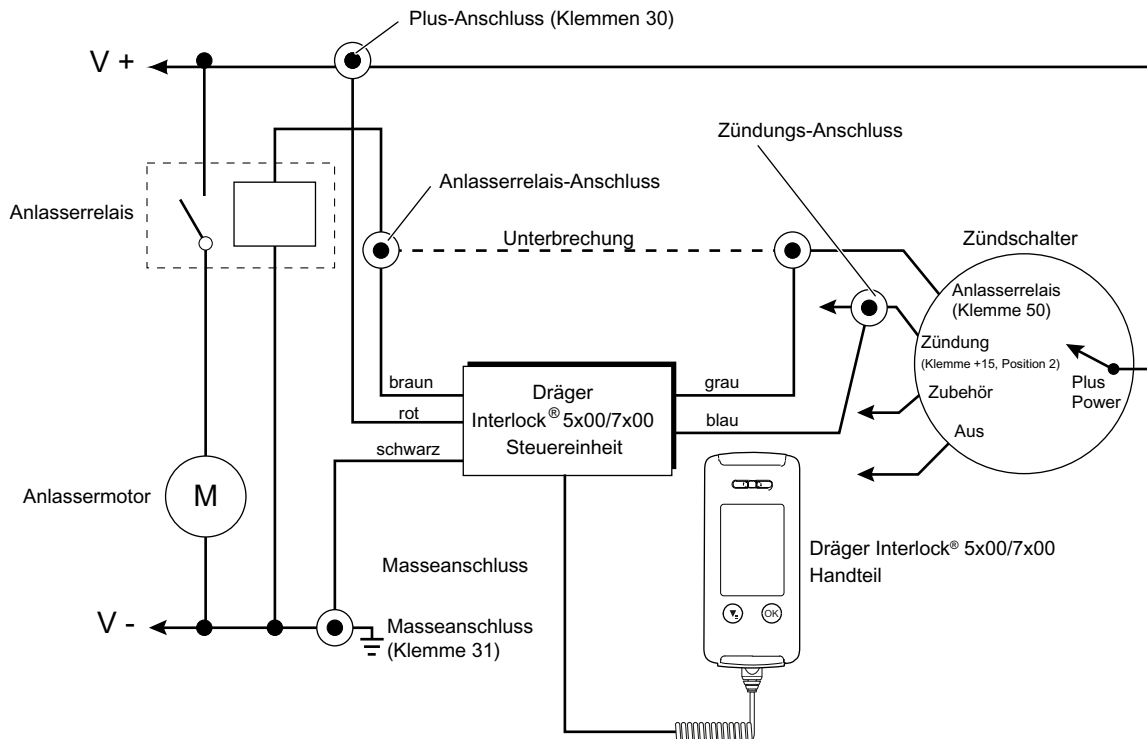 Plus-Anschluss (Klemmen 30)
V +
Zündungs-Anschluss
Anlasserrelais-Anschluss
Anlasserrelais
Unterbrechung
Zündschalter
Anlasserrelais
(Klemme 50)
Zündung
(Klemme +15, Position 2)
Plus
Power
Zubehör
Aus
braun
rot
schwarz
Dräger
Interlock® 5x00/7x00
Steuereinheit
grau
blau
Anlassermotor
M
Dräger Interlock® 5x00/7x00
Handteil
OK
Masseanschluss
V -
Masseanschluss
(Klemme 31)